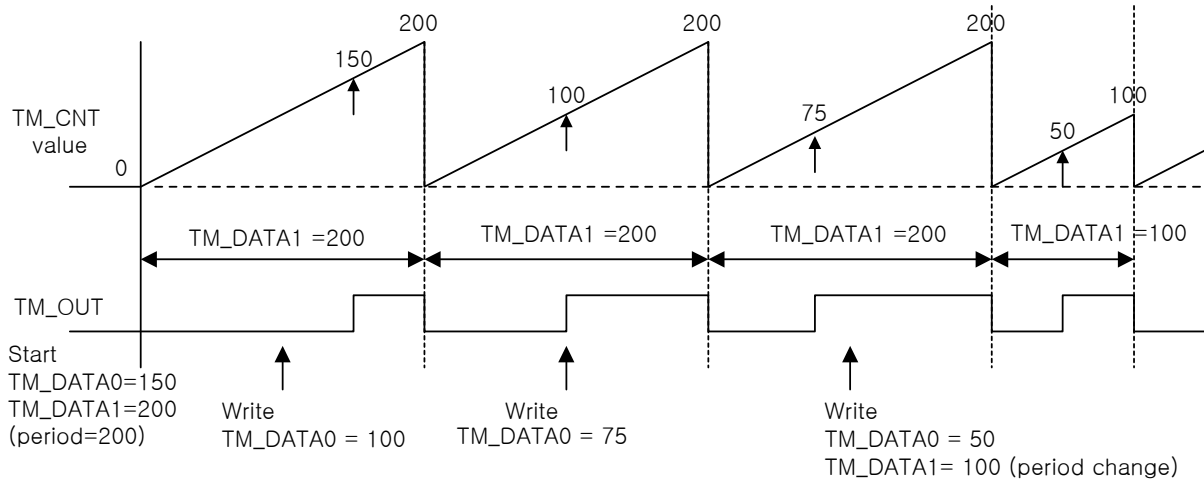 200
200
200
150
100
75
100
50
TM_CNT
value
0
TM_DATA1 =200
TM_DATA1 =200
TM_DATA1 =200
TM_DATA1 =100
TM_OUT
Start
TM_DATA0=150
TM_DATA1=200
(period=200)
Write
TM_DATA0 = 100
Write
TM_DATA0 = 75
Write
TM_DATA0 = 50
TM_DATA1= 100 (period change)